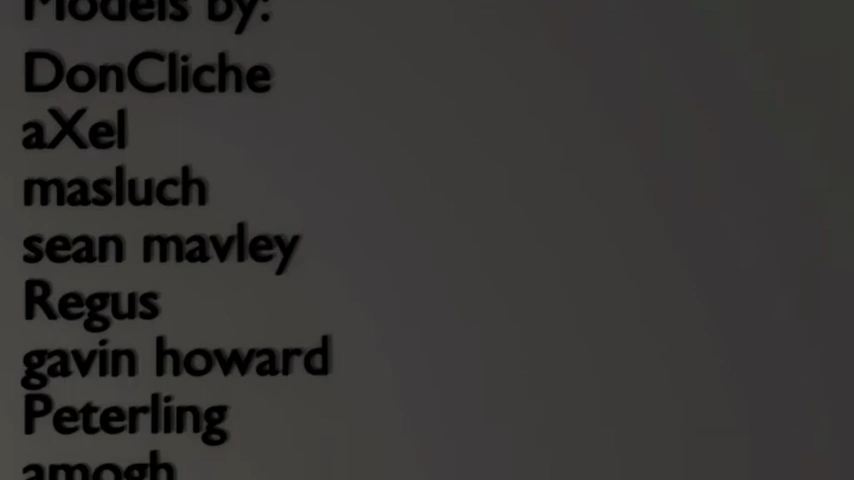 Models by:
DonCliche
aXel
masluch
sean mavley
Regus
gavin howard
Peterling
amogh